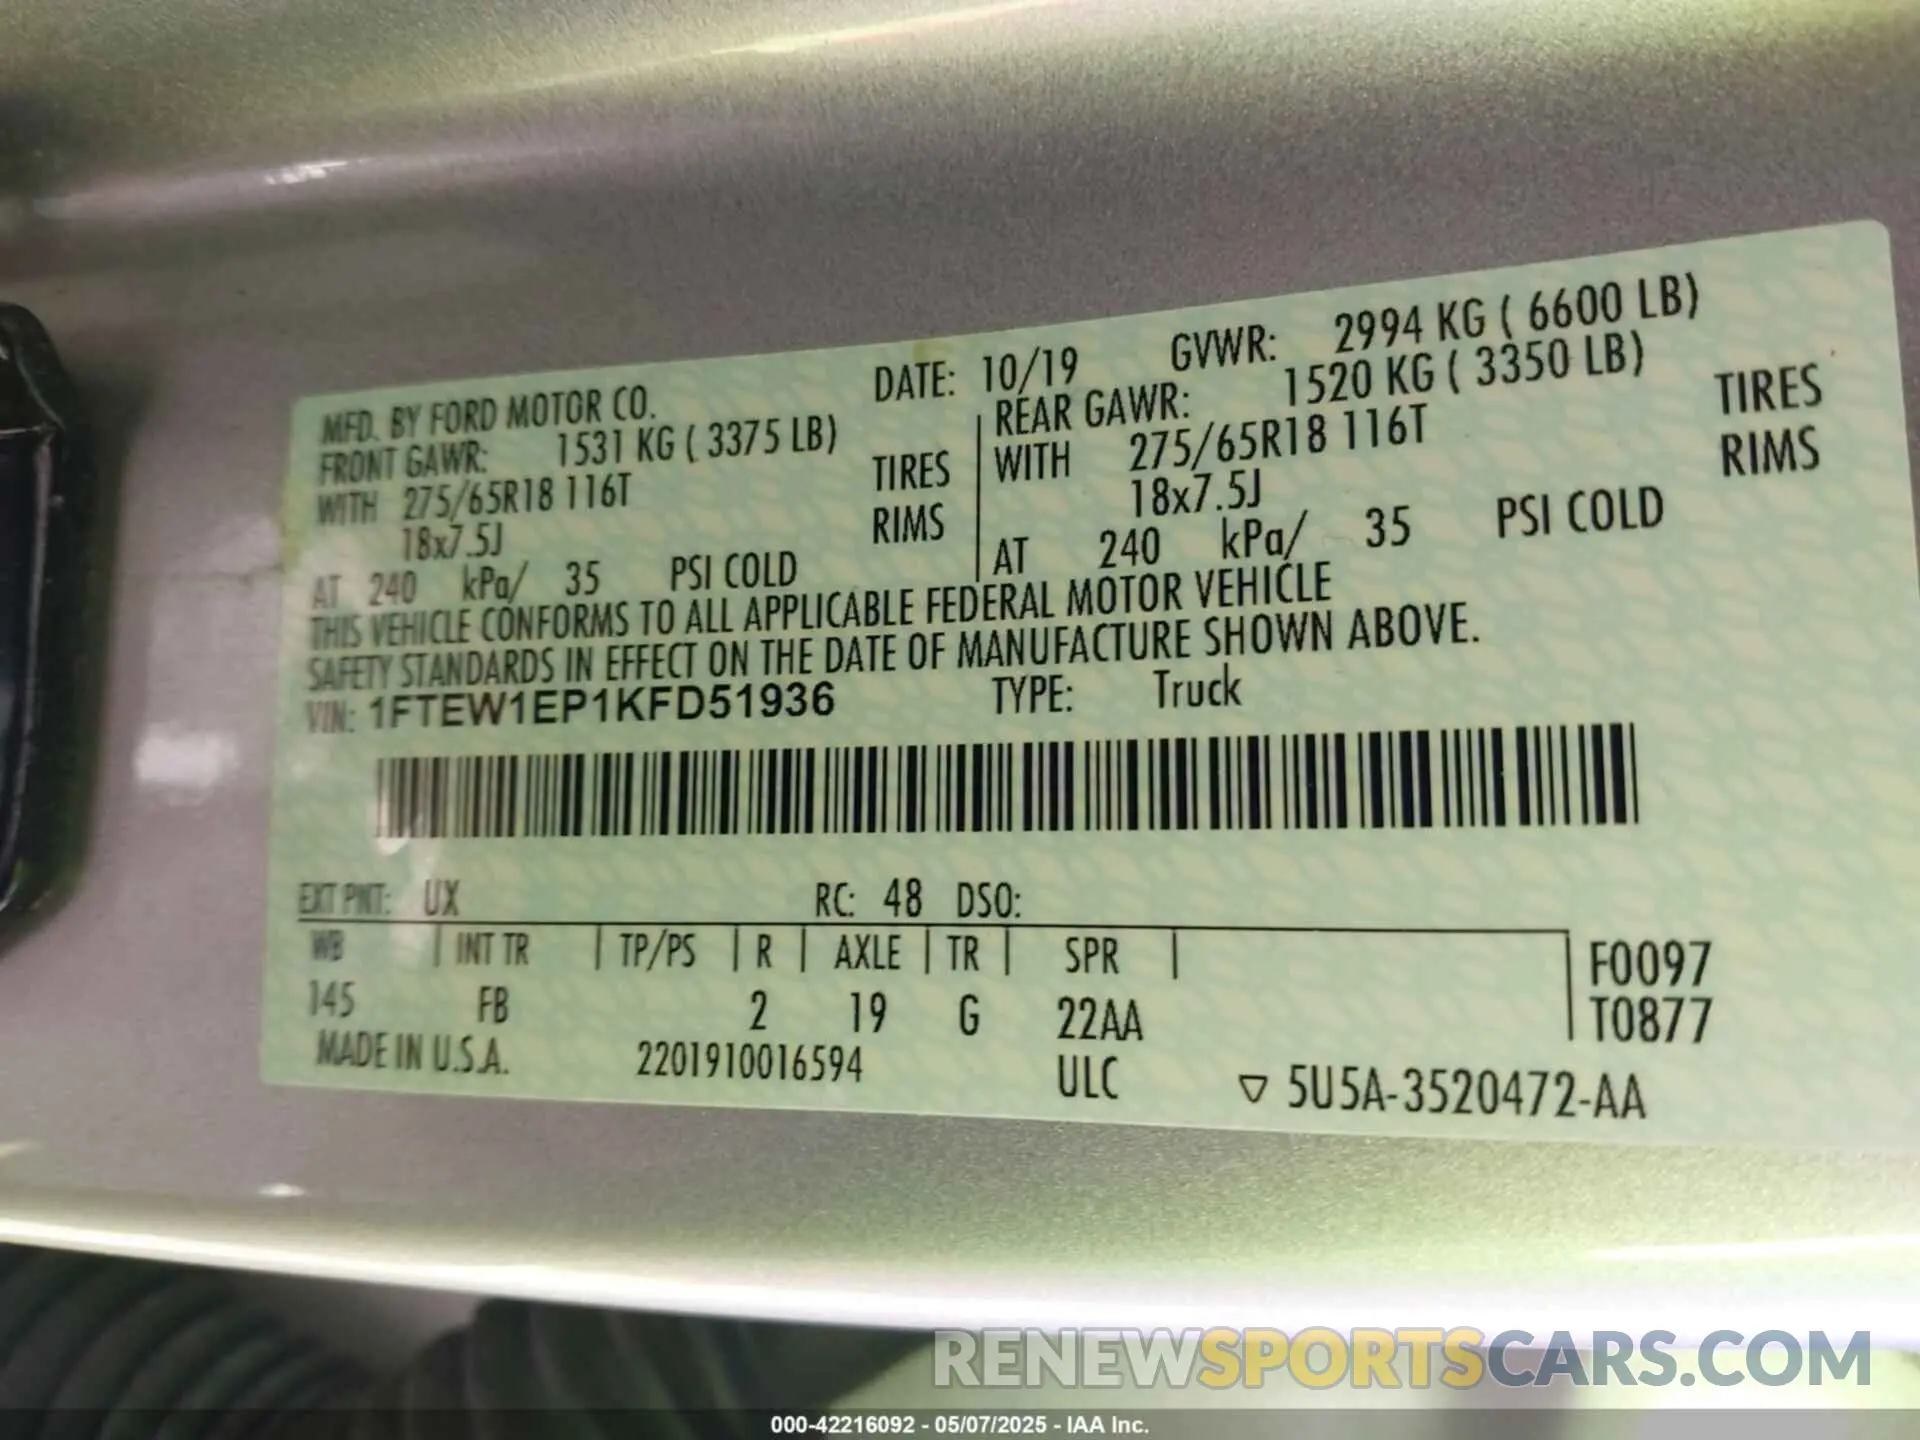 MFD. BY FORD MOTOR CO. DATE: 10/19 GVWR: 2994 KG ( 6600 LB)
FRONT GAWR: 1531 KG ( 3375 LB) REAR GAWR: 1520 KG ( 3350 LB)
WITH 275/65R18 116T TIRES WITH 275/65R18 116T TIRES
18x7.5J RIMS 18x7.5J RIMS
AT 240 kPa/ 35 PSI COLD AT 240 kPa/ 35 PSI COLD
THIS VEHICLE CONFORMS TO ALL APPLICABLE FEDERAL MOTOR VEHICLE
SAFETY STANDARDS IN EFFECT ON THE DATE OF MANUFACTURE SHOWN ABOVE.
VIN: 1FTEW1EP1KFD51936 TYPE: Truck
EXT PNT: UX RC: 48 DSO:
WB INT TR TP/PS R AXLE TR SPR F0097
145 FB 2 19 G 22AA T0877
MADE IN U.S.A. 2201910016594 ULC ▽ 5U5A-3520472-AA
RENEWSPORTSCARS.COM
000-42216092 - 05/07/2025 - IAA Inc.